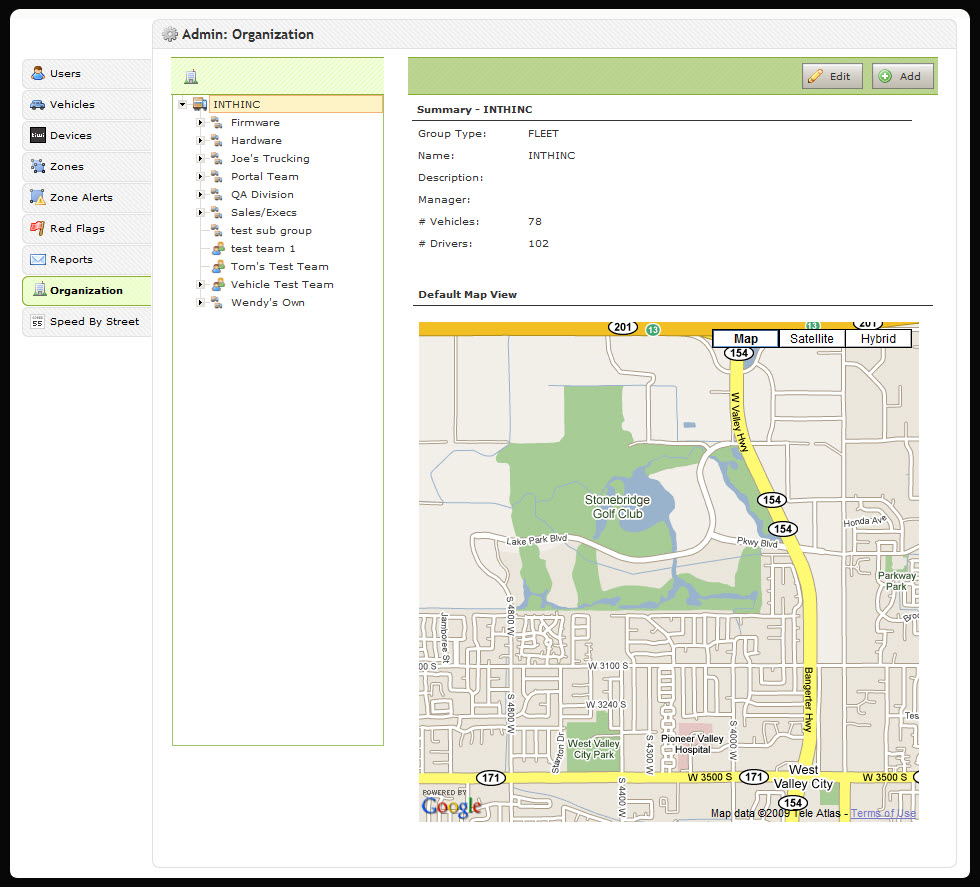 Admin: Organization
Users
Vehicles
Devices
Zones
Zone Alerts
Red Flags
Reports
Organization
Speed By Street
INTHINC
Firmware
Hardware
Joe's Trucking
Portal Team
QA Division
Sales/Execs
test sub group
test team 1
Tom's Test Team
Vehicle Test Team
Wendy's Own
Edit
Add
Summary - INTHINC
Group Type: FLEET
Name: INTHINC
Description:
Manager:
# Vehicles: 78
# Drivers: 102
Default Map View
201
13
13
201
Map
Satellite
Hybrid
154
W Valley Hwy
Stonebridge
Golf Club
154
154
Honda Ave
Lake Park Blvd
Pkwy Blvd
Parkway
Park
S 4800 W
Jamboree St
00 S
W 3100 S
S 4800 W
W 3240 S
Bangerter Hwy
Stanton Dr
West Valley
City Park
S 4300 W
Pioneer Valley
Hospital
S 4000 W
171
S 4400 W
W 3500 S
171
West
Valley City
W 3500 S
154
POWERED BY
Google
Map data ©2009 Tele Atlas - Terms of Use